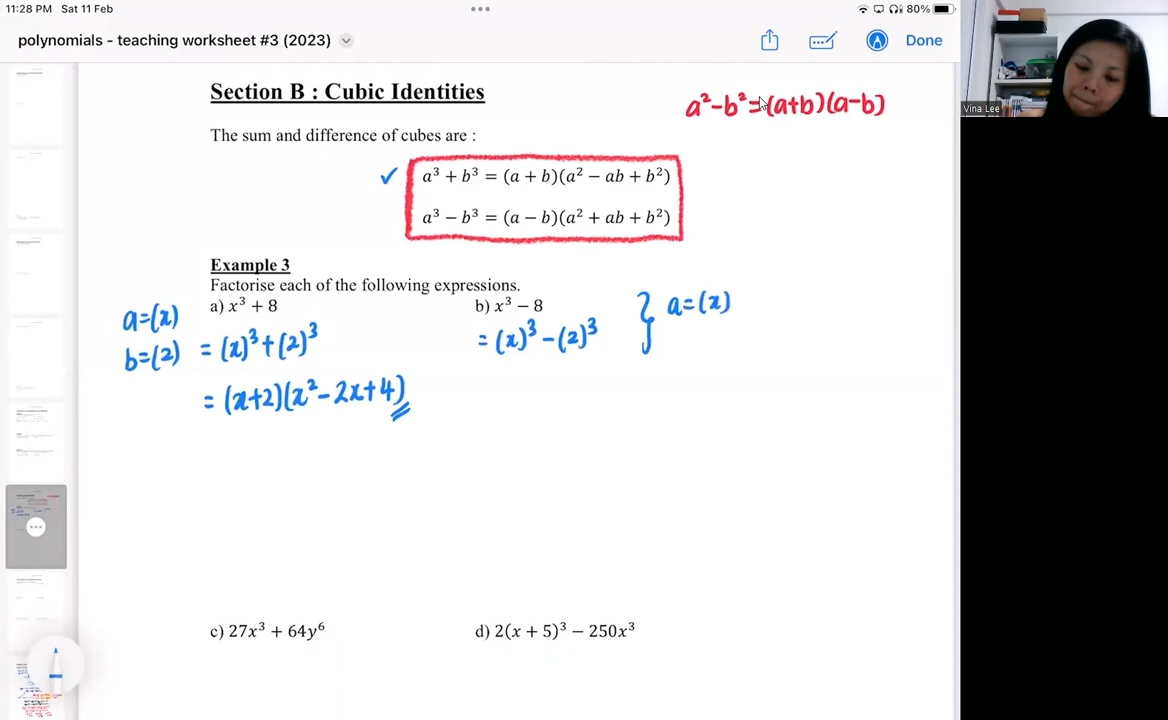 11:28 PM Sat 11 Feb
80%
polynomials - teaching worksheet #3 (2023)
Done
Vina Lee
Section B : Cubic Identities
a² - b² = (a+b)(a-b)
The sum and difference of cubes are :
✓ a³ + b³ = (a + b)(a² − ab + b²)
a³ − b³ = (a − b)(a² + ab + b²)
Example 3
Factorise each of the following expressions.
a) x³ + 8
a=(x)
b=(2)
= (x)³ + (2)³
= (x+2)(x² - 2x+4)
b) x³ − 8
= (x)³ - (2)³
} a=(x)
c) 27x³ + 64y⁶
d) 2(x + 5)³ − 250x³